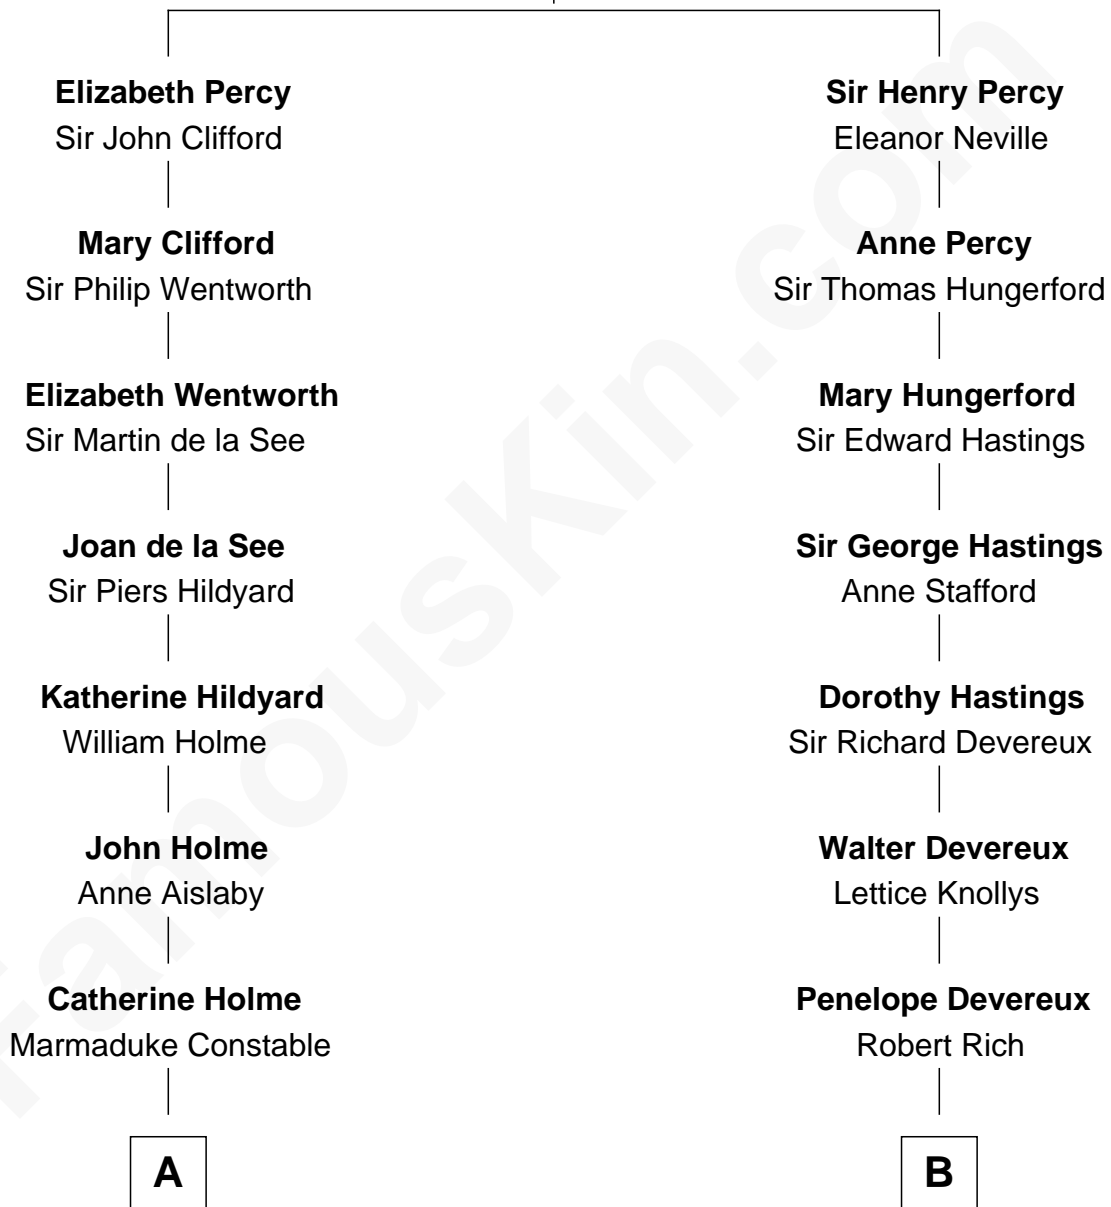 Elizabeth Percy
Sir John Clifford
Mary Clifford
Sir Philip Wentworth
Elizabeth Wentworth
Sir Martin de la See
Joan de la See
Sir Piers Hildyard
Katherine Hildyard
William Holme
John Holme
Anne Aislaby
Catherine Holme
Marmaduke Constable
A
Sir Henry Percy
Eleanor Neville
Anne Percy
Sir Thomas Hungerford
Mary Hungerford
Sir Edward Hastings
Sir George Hastings
Anne Stafford
Dorothy Hastings
Sir Richard Devereux
Walter Devereux
Lettice Knollys
Penelope Devereux
Robert Rich
B
FamousKin.com